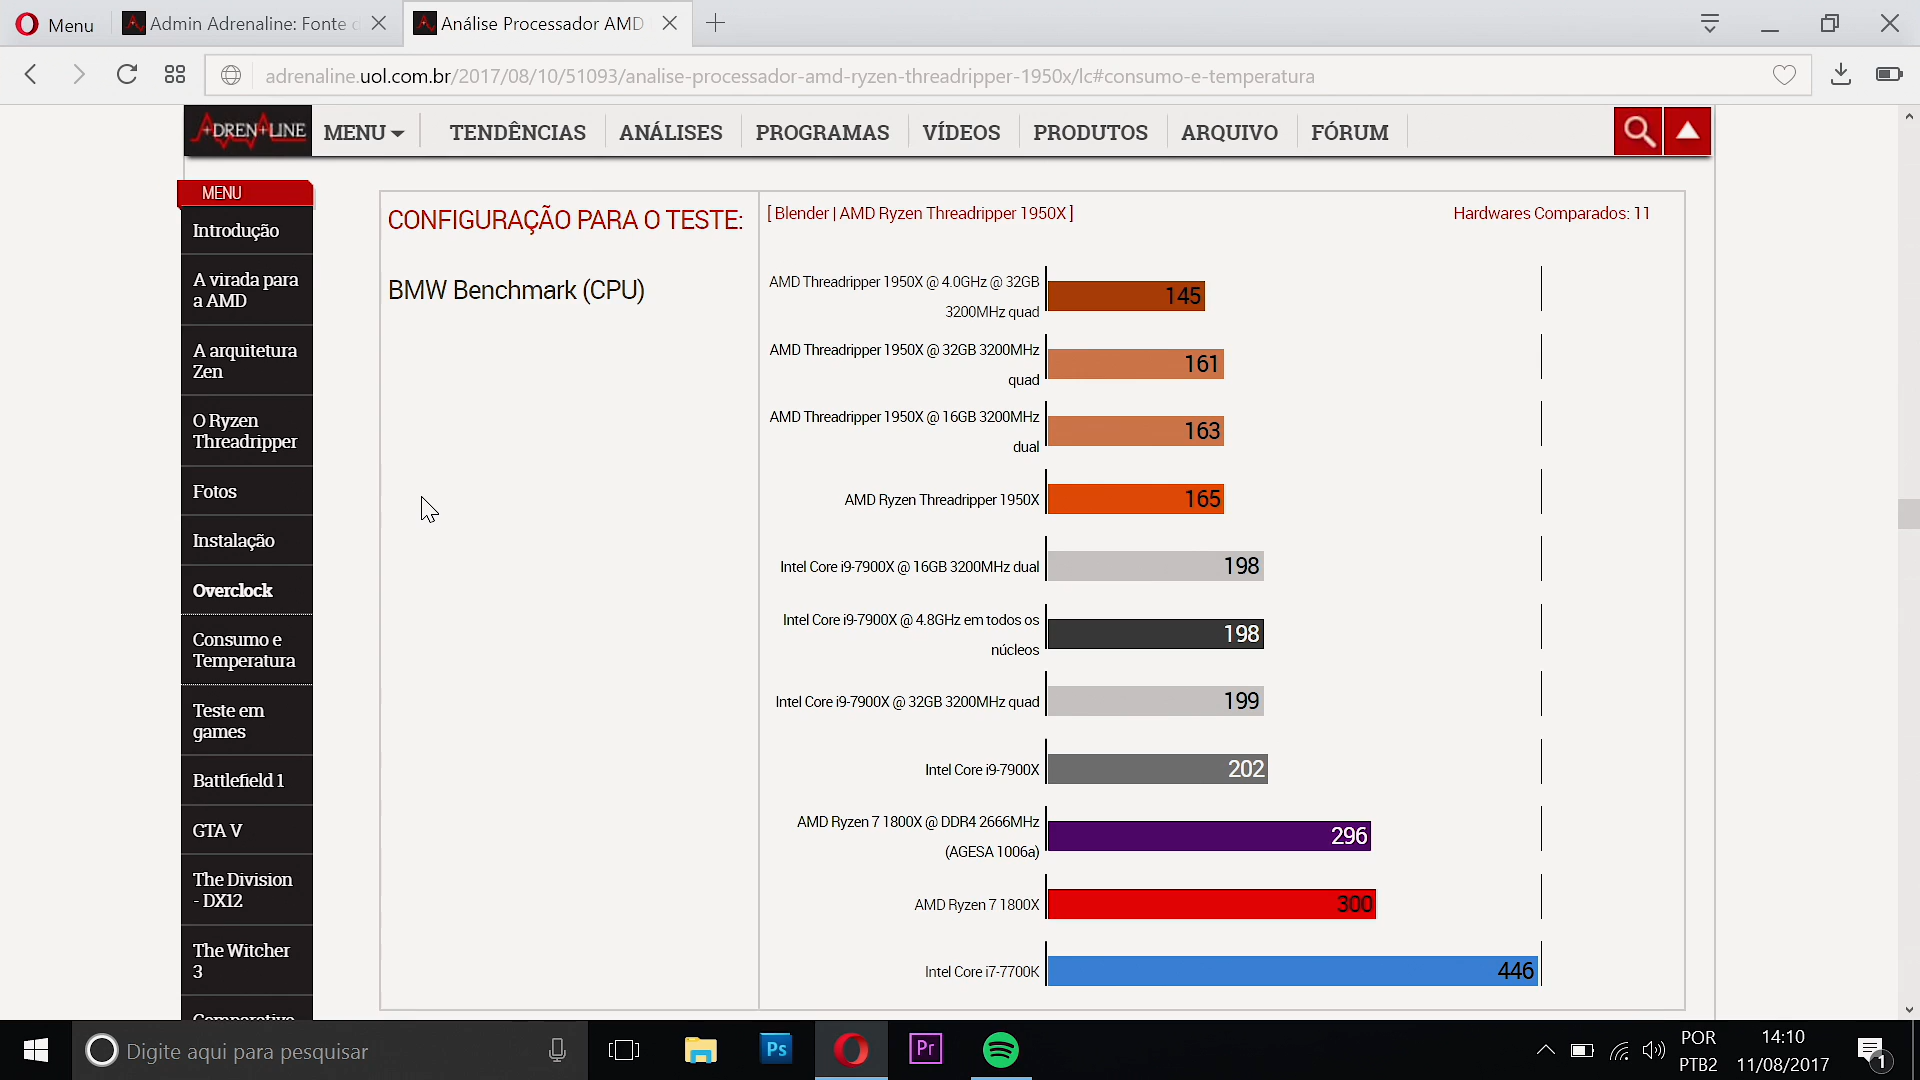 Menu
Admin Adrenaline: Fonte d
Análise Processador AMD
adrenaline.uol.com.br/2017/08/10/51093/analise-processador-amd-ryzen-threadripper-1950x/lc#consumo-e-temperatura
ADRENALINE
MENU
TENDÊNCIAS
ANÁLISES
PROGRAMAS
VÍDEOS
PRODUTOS
ARQUIVO
FÓRUM
MENU
Introdução
A virada para
a AMD
A arquitetura
Zen
O Ryzen
Threadripper
Fotos
Instalação
Overclock
Consumo e
Temperatura
Teste em
games
Battlefield 1
GTA V
The Division
- DX12
The Witcher
3
Comparativo
CONFIGURAÇÃO PARA O TESTE:
BMW Benchmark (CPU)
[ Blender | AMD Ryzen Threadripper 1950X ]
Hardwares Comparados: 11
AMD Threadripper 1950X @ 4.0GHz @ 32GB
3200MHz quad
145
AMD Threadripper 1950X @ 32GB 3200MHz
quad
161
AMD Threadripper 1950X @ 16GB 3200MHz
dual
163
AMD Ryzen Threadripper 1950X
165
Intel Core i9-7900X @ 16GB 3200MHz dual
198
Intel Core i9-7900X @ 4.8GHz em todos os
núcleos
198
Intel Core i9-7900X @ 32GB 3200MHz quad
199
Intel Core i9-7900X
202
AMD Ryzen 7 1800X @ DDR4 2666MHz
(AGESA 1006a)
296
AMD Ryzen 7 1800X
300
Intel Core i7-7700K
446
Digite aqui para pesquisar
Ps
Pr
POR
PTB2
14:10
11/08/2017
1